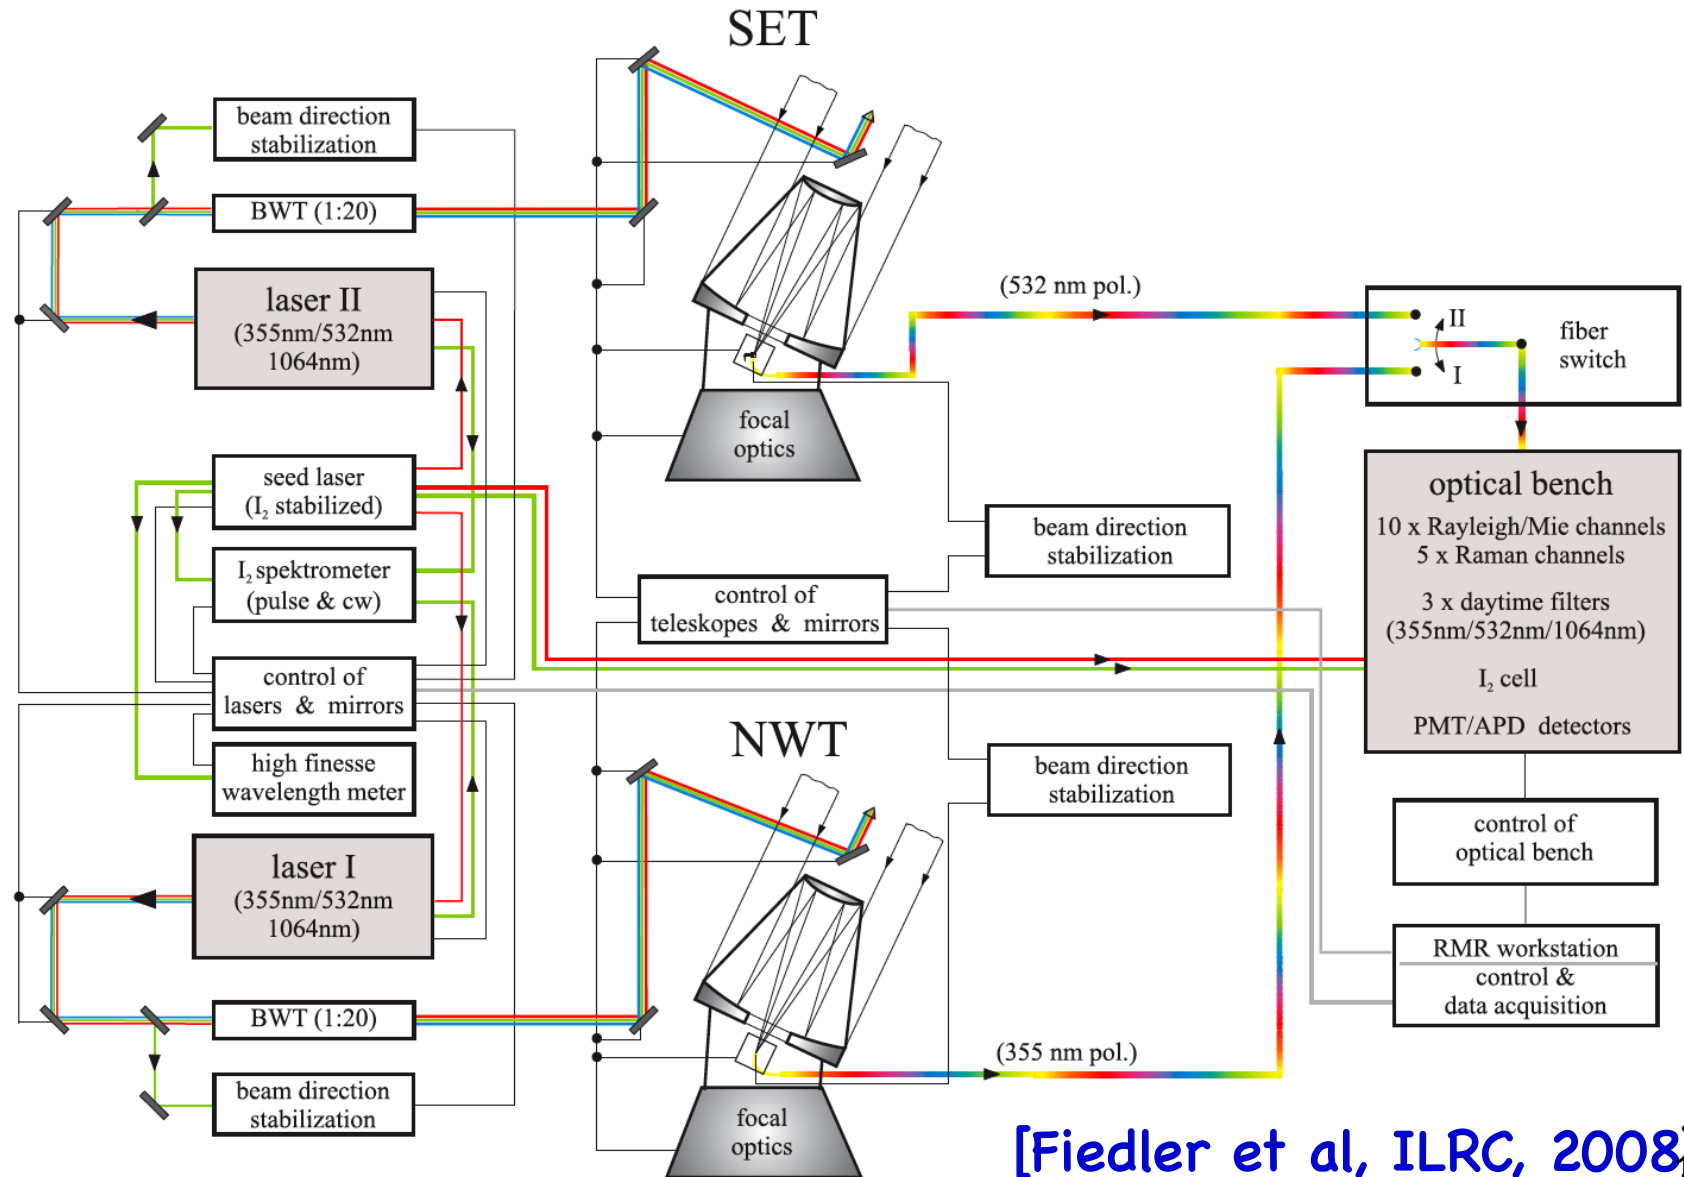 SET
beam direction
stabilization
BWT (1:20)
laser II
(355nm/532nm
1064nm)
(532 nm pol.)
II
I
fiber
switch
focal
optics
seed laser
(I₂ stabilized)
optical bench
10 x Rayleigh/Mie channels
5 x Raman channels
3 x daytime filters
(355nm/532nm/1064nm)
I₂ cell
PMT/APD detectors
beam direction
stabilization
I₂ spektrometer
(pulse & cw)
control of
teleskopes & mirrors
control of
lasers & mirrors
NWT
high finesse
wavelength meter
beam direction
stabilization
control of
optical bench
laser I
(355nm/532nm
1064nm)
RMR workstation
control &
data acquisition
BWT (1:20)
(355 nm pol.)
beam direction
stabilization
focal
optics
[Fiedler et al, ILRC, 2008]